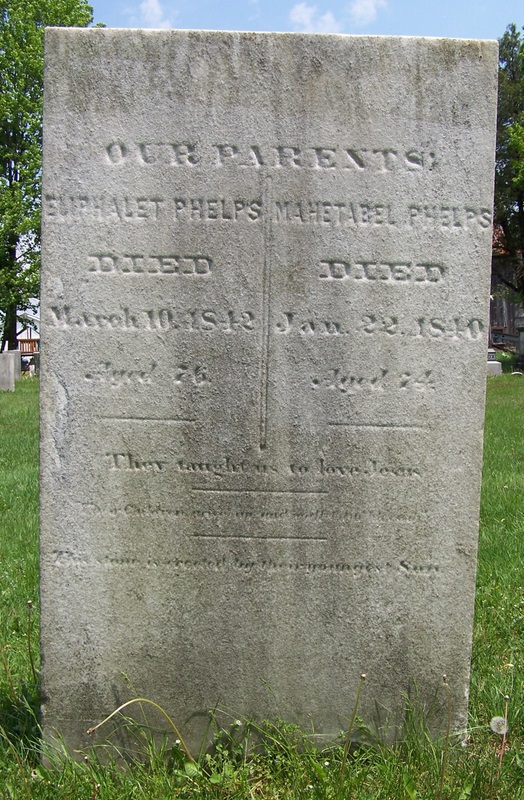 OUR PARENTS;
ELIPHALET PHELPS MAHETABEL PHELPS
DIED DIED
March 10. 1842 Jan. 22. 1840
Aged 76. Aged 74.
They taught us to love Jesus
This stone is erected by their youngest Son